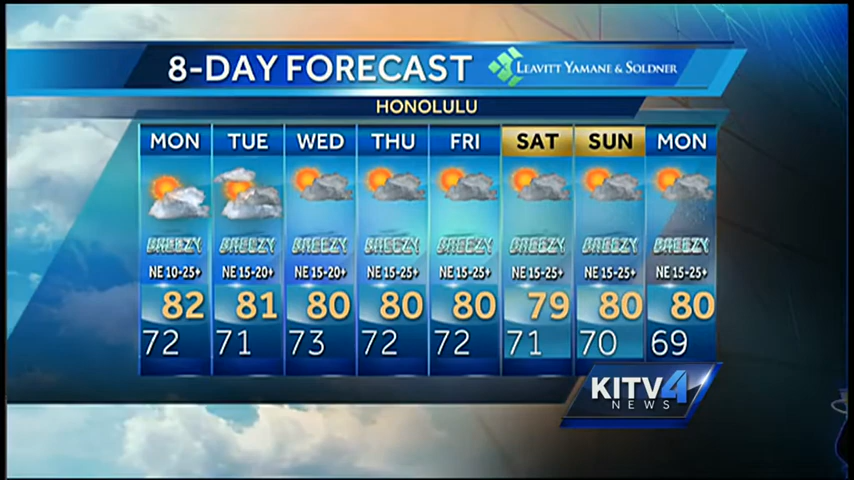 8-DAY FORECAST LEAVITT YAMANE & SOLDNER
HONOLULU
MON TUE WED THU FRI SAT SUN MON
BREEZY BREEZY BREEZY BREEZY BREEZY BREEZY BREEZY BREEZY
NE 10-25+ NE 15-20+ NE 15-20+ NE 15-25+ NE 15-25+ NE 15-25+ NE 15-25+ NE 15-25+
82 81 80 80 80 79 80 80
72 71 73 72 72 71 70 69
KITV4
NEWS